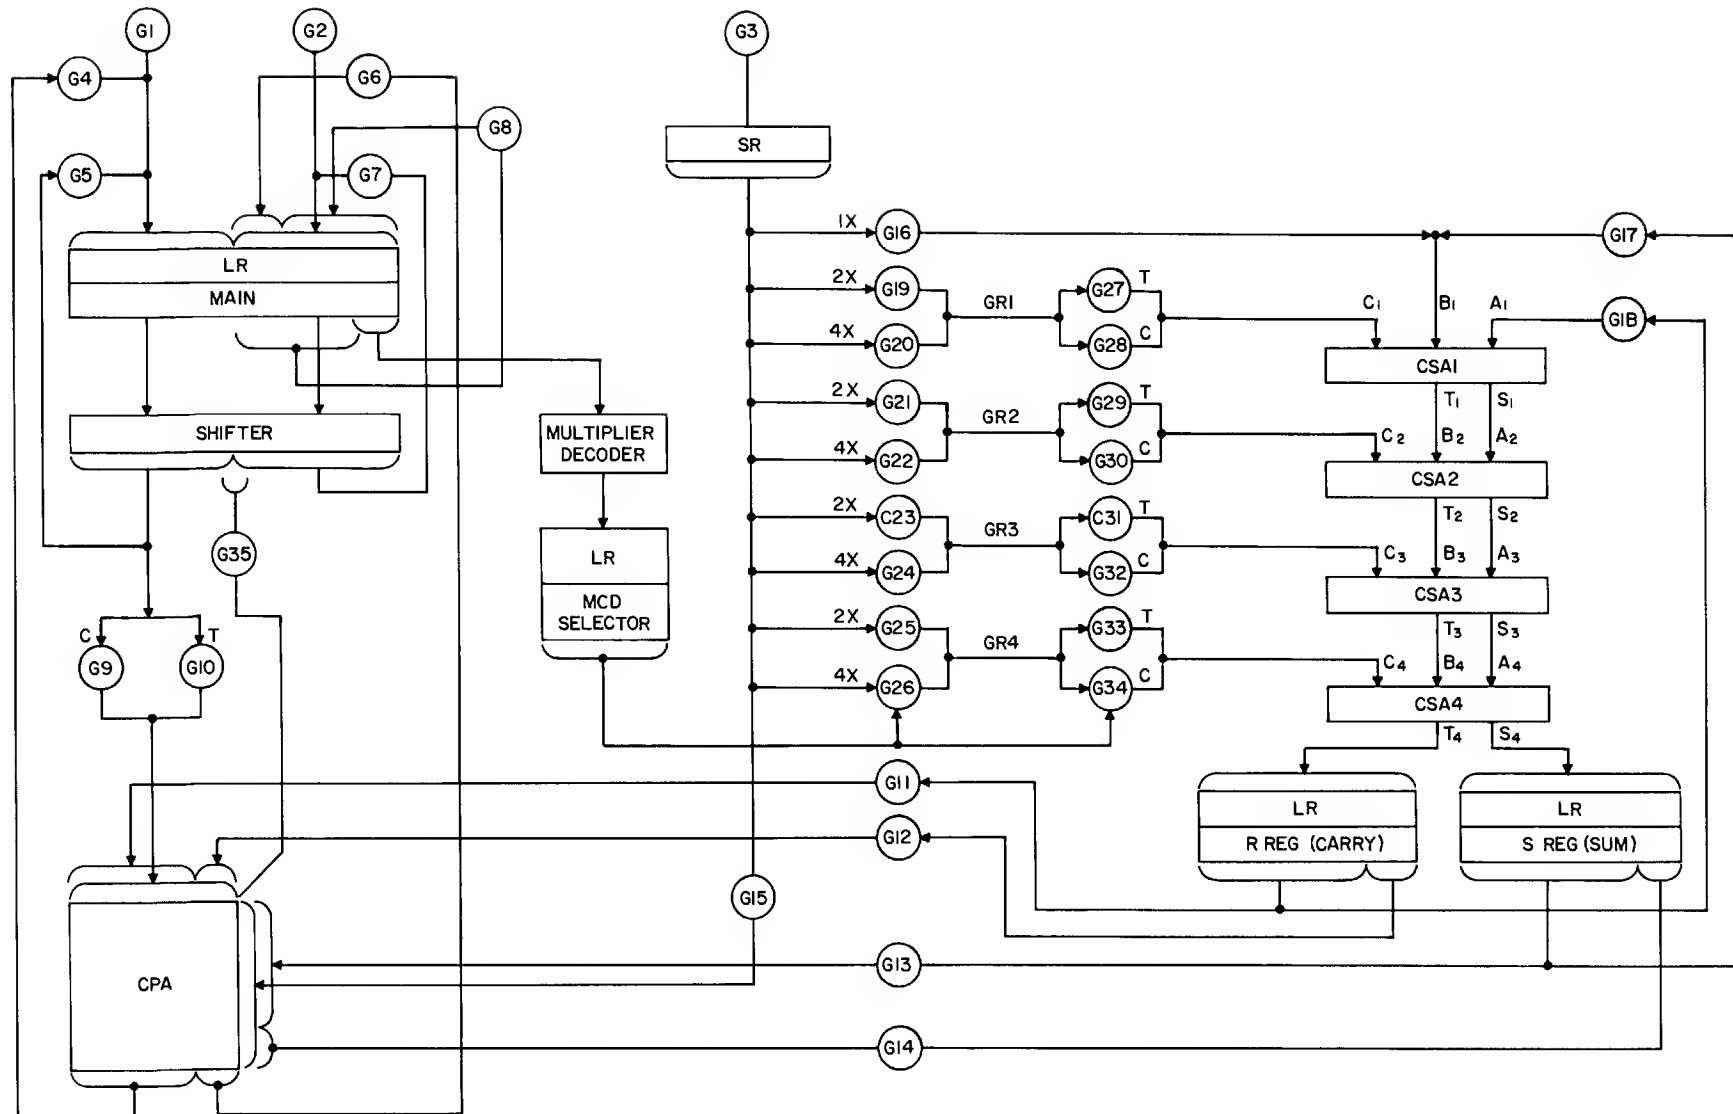 G1
G2
G3
G4
G6
G8
SR
G5
G7
1X
G16
G17
LR
MAIN
2X
G19
GR1
G27
T
C1
B1
A1
G1B
4X
G20
G28
C
CSA1
T1
S1
2X
G21
GR2
G29
T
C2
B2
A2
SHIFTER
MULTIPLIER
DECODER
4X
G22
G30
C
CSA2
T2
S2
2X
C23
GR3
C31
T
C3
B3
A3
G35
LR
MCD
SELECTOR
4X
G24
G32
C
CSA3
T3
S3
C
T
G9
G10
2X
G25
GR4
G33
T
C4
B4
A4
4X
G26
G34
C
CSA4
T4
S4
G11
LR
LR
G12
R REG (CARRY)
S REG (SUM)
G15
G13
CPA
G14